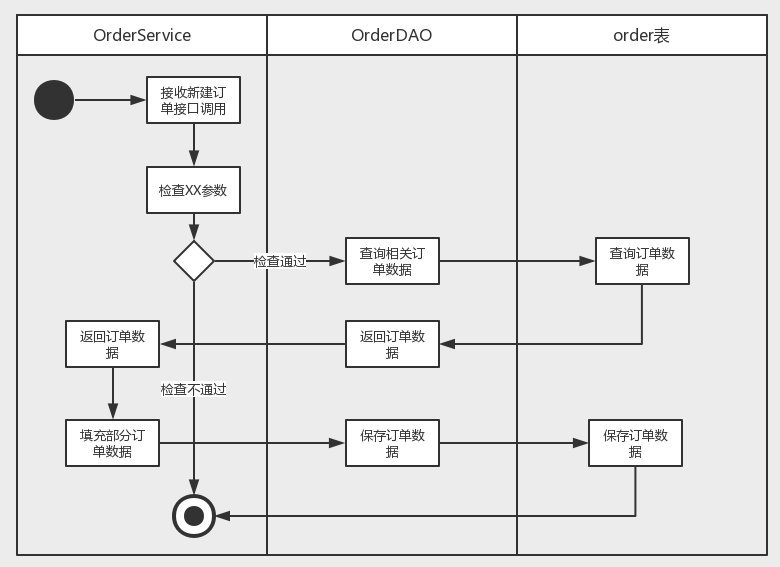 OrderService
OrderDAO
order表
接收新建订
单接口调用
检查XX参数
检查通过
查询相关订
单数据
查询订单数
据
返回订单数
据
返回订单数
据
检查不通过
填充部分订
单数据
保存订单数
据
保存订单数
据